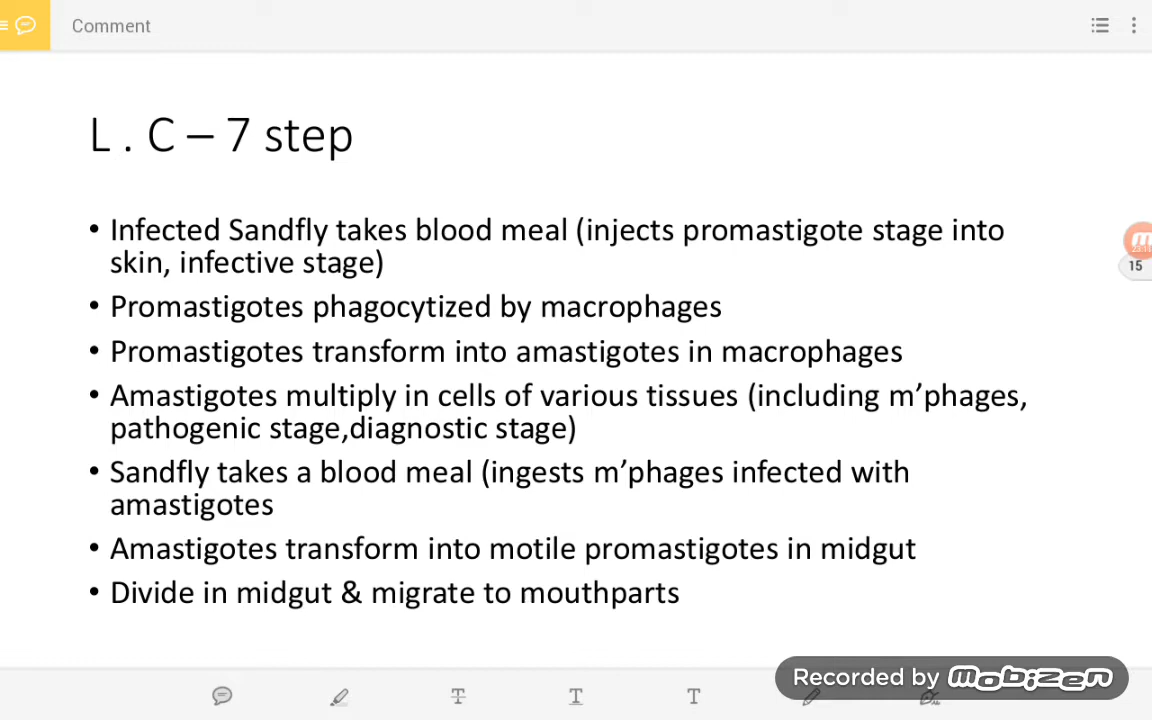 Comment
L . C – 7 step
• Infected Sandfly takes blood meal (injects promastigote stage into
skin, infective stage)
• Promastigotes phagocytized by macrophages
• Promastigotes transform into amastigotes in macrophages
• Amastigotes multiply in cells of various tissues (including m’phages,
pathogenic stage,diagnostic stage)
• Sandfly takes a blood meal (ingests m’phages infected with
amastigotes
• Amastigotes transform into motile promastigotes in midgut
• Divide in midgut & migrate to mouthparts
15
Recorded by mobizen